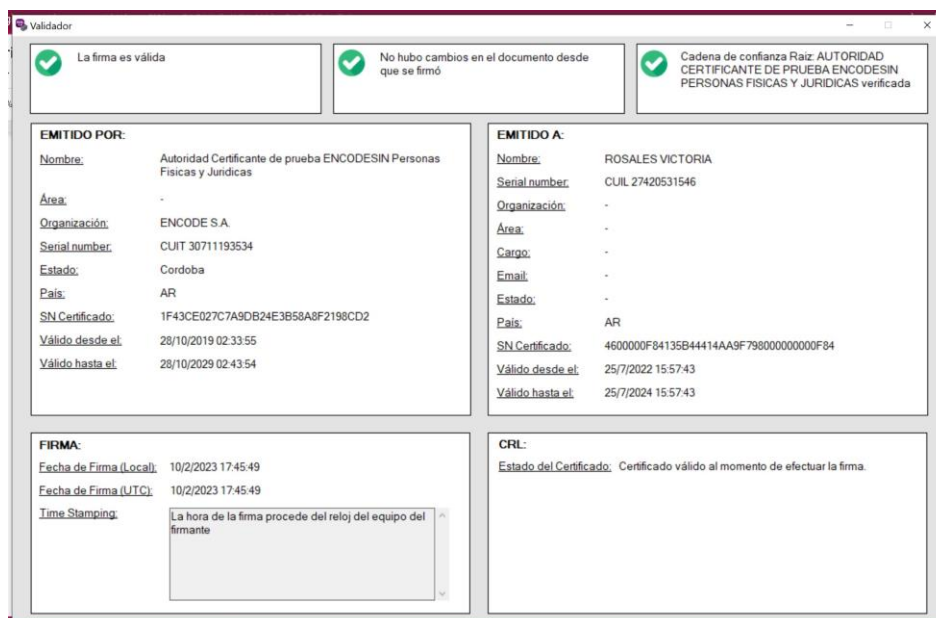 Validador
La firma es válida
No hubo cambios en el documento desde
que se firmó
Cadena de confianza Raiz: AUTORIDAD
CERTIFICANTE DE PRUEBA ENCODESIN
PERSONAS FISICAS Y JURIDICAS verificada
EMITIDO POR:
Nombre: Autoridad Certificante de prueba ENCODESIN Personas
Fisicas y Juridicas
Área: -
Organización: ENCODE S.A.
Serial number: CUIT 30711193534
Estado: Cordoba
País: AR
SN Certificado: 1F43CE027C7A9DB24E3B58A8F2198CD2
Válido desde el: 28/10/2019 02:33:55
Válido hasta el: 28/10/2029 02:43:54
EMITIDO A:
Nombre: ROSALES VICTORIA
Serial number: CUIL 27420531546
Organización: -
Área: -
Cargo: -
Email: -
Estado: -
País: AR
SN Certificado: 4600000F84135B44414AA9F798000000000F84
Válido desde el: 25/7/2022 15:57:43
Válido hasta el: 25/7/2024 15:57:43
FIRMA:
Fecha de Firma (Local): 10/2/2023 17:45:49
Fecha de Firma (UTC): 10/2/2023 17:45:49
Time Stamping: La hora de la firma procede del reloj del equipo del
firmante
CRL:
Estado del Certificado: Certificado válido al momento de efectuar la firma.